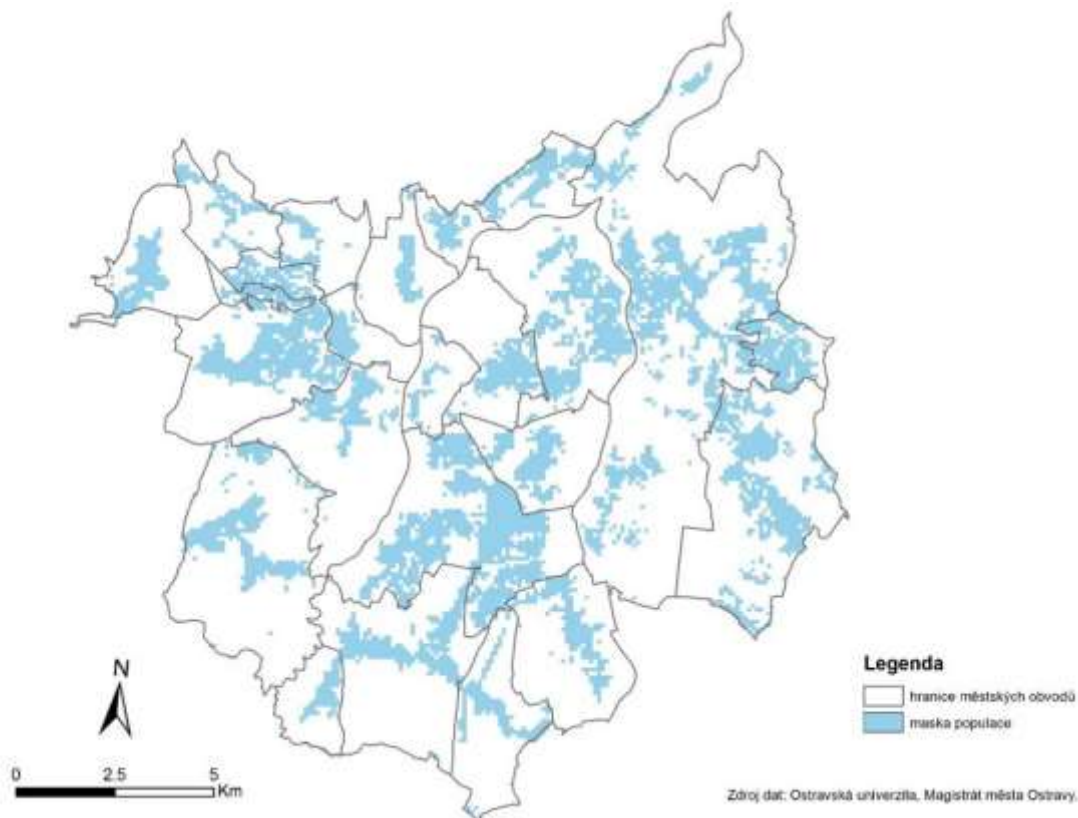 N
0 2.5 5
Km
Legenda
hranice městských obvodů
maska populace
Zdroj dat: Ostravská univerzita, Magistrát města Ostravy.